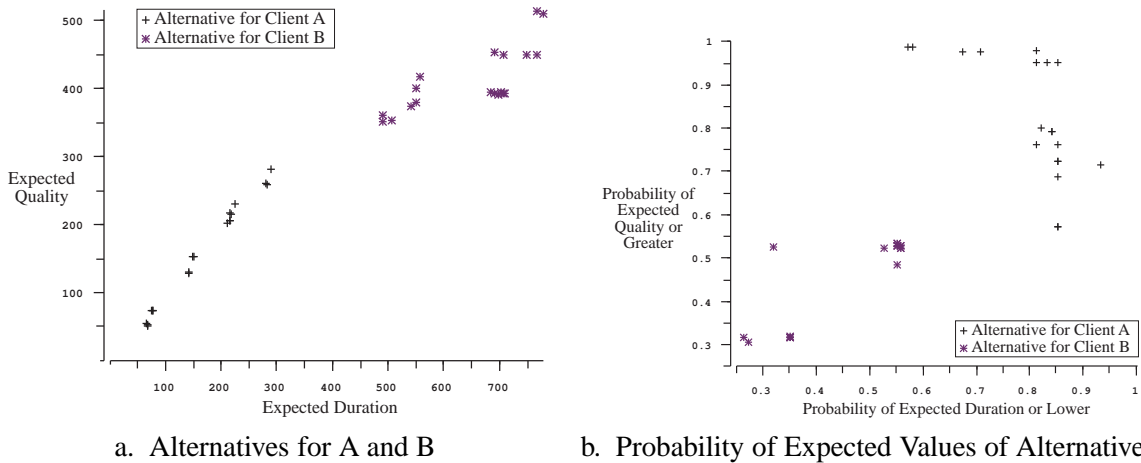 500
400
300
200
100
Alternative for Client A
Alternative for Client B
Expected
Quality
100 200 300 400 500 600 700
Expected Duration
a. Alternatives for A and B
1
0.9
0.8
0.7
0.6
0.5
0.4
0.3
Probability of
Expected
Quality or
Greater
Alternative for Client A
Alternative for Client B
0.3 0.4 0.5 0.6 0.7 0.8 0.9 1
Probability of Expected Duration or Lower
b. Probability of Expected Values of Alternative